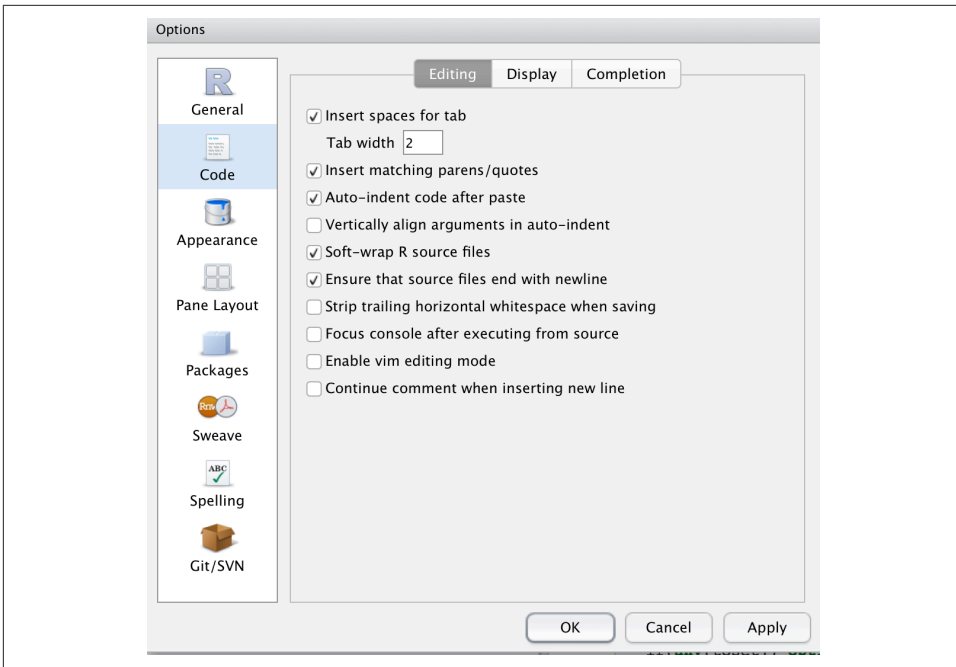 Options
R
General
Code
Appearance
Pane Layout
Packages
Rnw
Sweave
ABC
Spelling
Git/SVN
Editing Display Completion
Insert spaces for tab
Tab width 2
Insert matching parens/quotes
Auto-indent code after paste
Vertically align arguments in auto-indent
Soft-wrap R source files
Ensure that source files end with newline
Strip trailing horizontal whitespace when saving
Focus console after executing from source
Enable vim editing mode
Continue comment when inserting new line
OK Cancel Apply